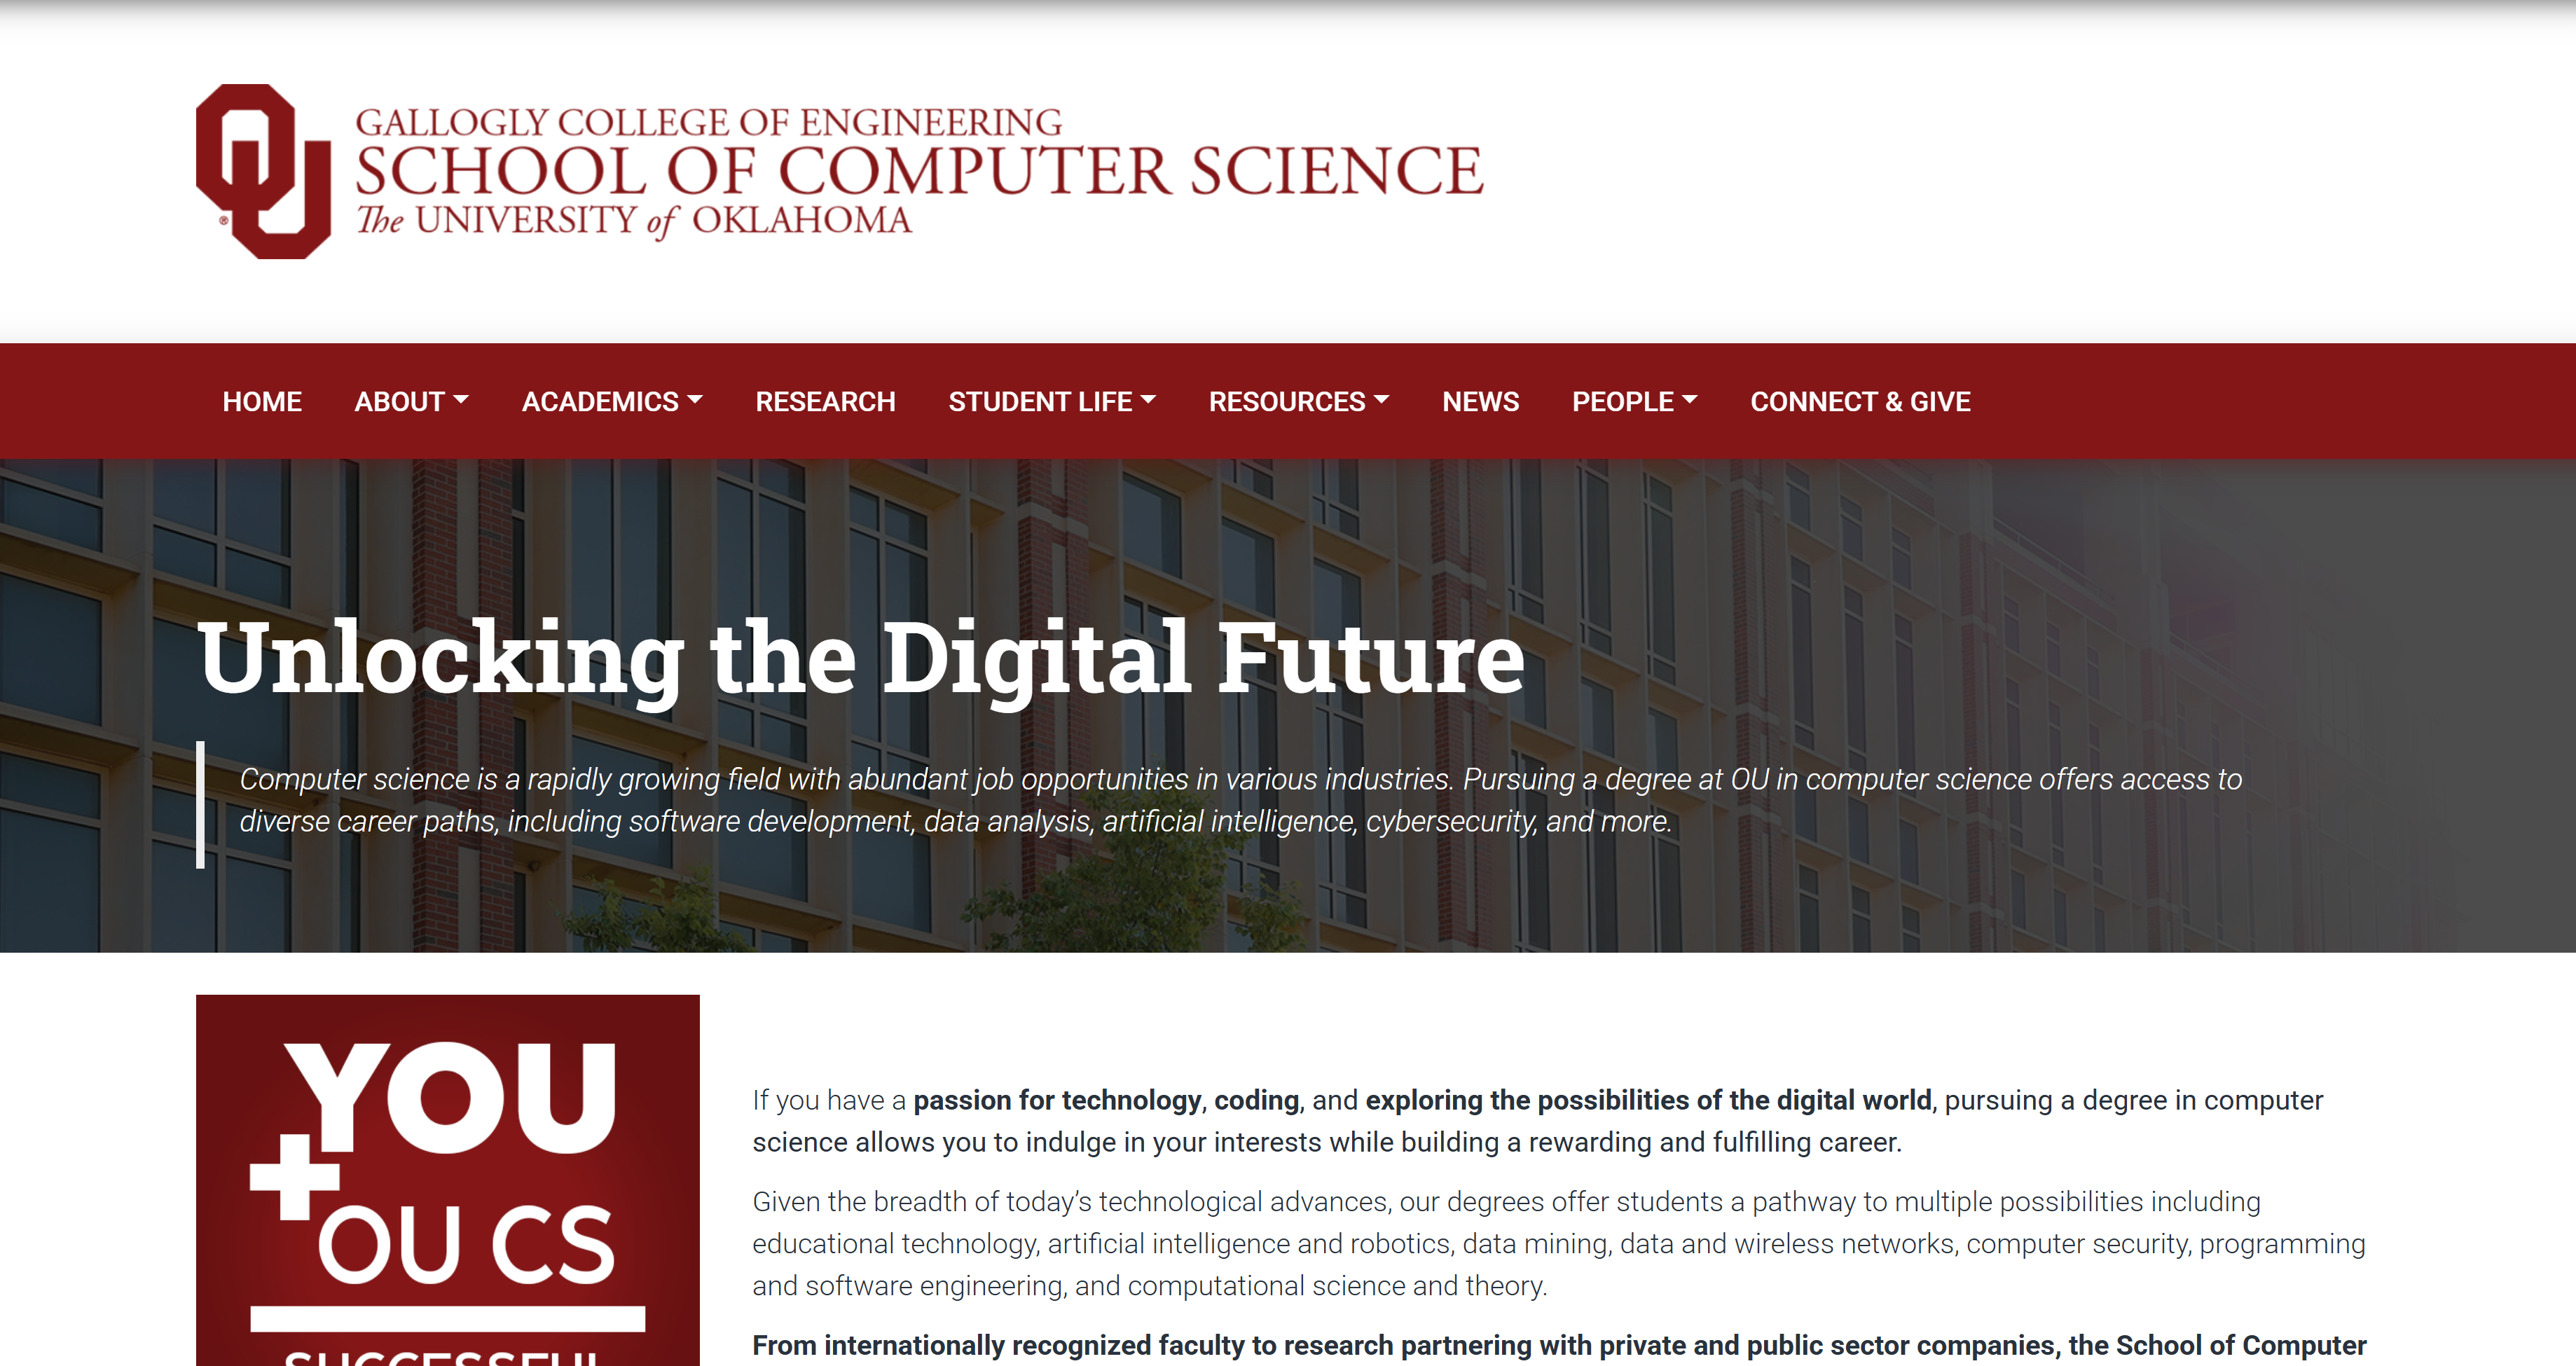 GALLOGLY COLLEGE OF ENGINEERING
SCHOOL OF COMPUTER SCIENCE
The UNIVERSITY of OKLAHOMA
HOME ABOUT ACADEMICS RESEARCH STUDENT LIFE RESOURCES NEWS PEOPLE CONNECT & GIVE
Unlocking the Digital Future
Computer science is a rapidly growing field with abundant job opportunities in various industries. Pursuing a degree at OU in computer science offers access to
diverse career paths, including software development, data analysis, artificial intelligence, cybersecurity, and more.
YOU
+
OU CS
SUCCESSFUL
If you have a passion for technology, coding, and exploring the possibilities of the digital world, pursuing a degree in computer
science allows you to indulge in your interests while building a rewarding and fulfilling career.
Given the breadth of today’s technological advances, our degrees offer students a pathway to multiple possibilities including
educational technology, artificial intelligence and robotics, data mining, data and wireless networks, computer security, programming
and software engineering, and computational science and theory.
From internationally recognized faculty to research partnering with private and public sector companies, the School of Computer